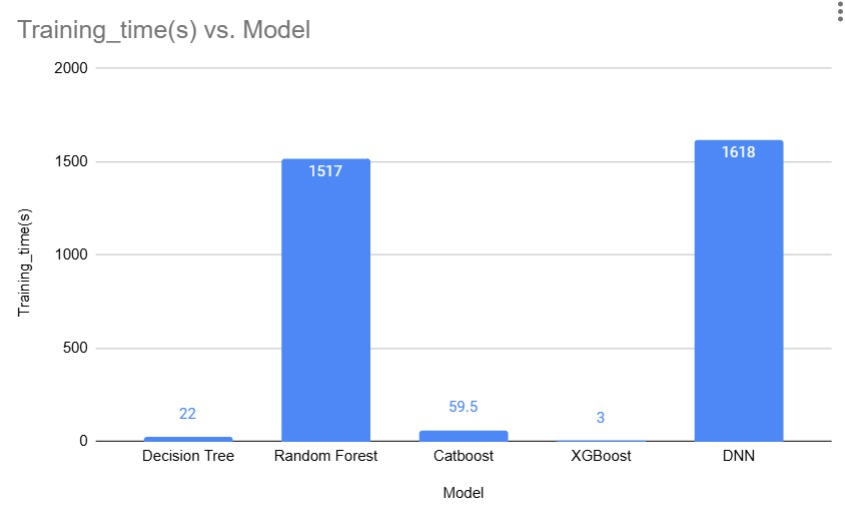 Training_time(s) vs. Model
2000
1500
1000
500
0
Training_time(s)
22
1517
59.5
3
1618
Decision Tree
Random Forest
Catboost
XGBoost
DNN
Model